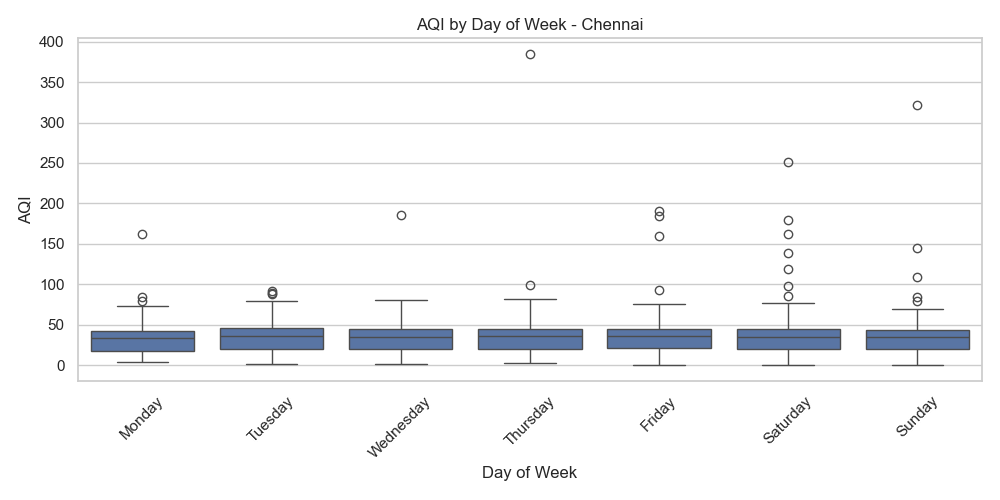 AQI by Day of Week - Chennai
400
350
300
250
200
150
100
50
0
AQI
Monday
Tuesday
Wednesday
Thursday
Friday
Saturday
Sunday
Day of Week